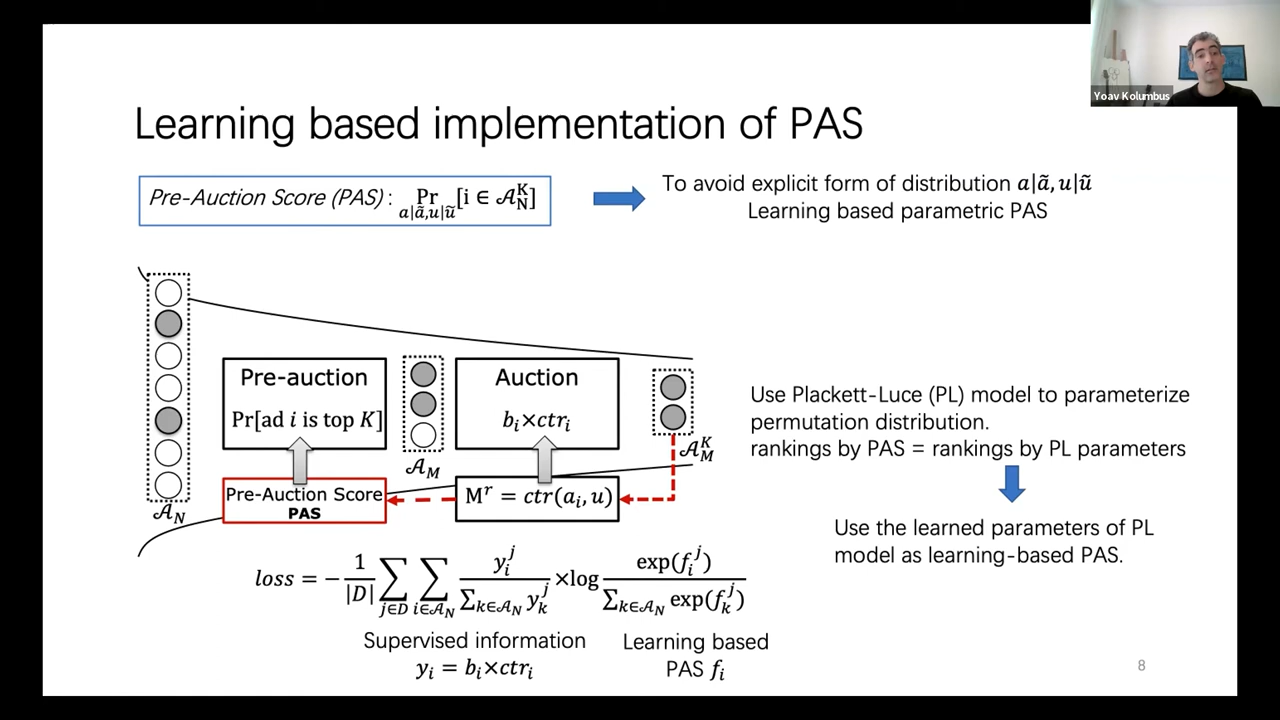 Yoav Kolumbus
Learning based implementation of PAS
Pre-Auction Score (PAS) : Pr_{a|ã,u|ũ}[i ∈ 𝒜_N^K]
To avoid explicit form of distribution a|ã, u|ũ
Learning based parametric PAS
Pre-auction
Pr[ad i is top K]
Auction
b_i×ctr_i
𝒜_M
𝒜_M^K
Pre-Auction Score
PAS
M^r = ctr(a_i, u)
𝒜_N
Use Plackett-Luce (PL) model to parameterize
permutation distribution.
rankings by PAS = rankings by PL parameters
Use the learned parameters of PL
model as learning-based PAS.
loss = −\frac{1}{|D|} ∑_{j∈D} ∑_{i∈𝒜_N} \frac{y_i^j}{∑_{k∈𝒜_N} y_k^j} ×log \frac{exp(f_i^j)}{∑_{k∈𝒜_N} exp(f_k^j)}
Supervised information
y_i = b_i×ctr_i
Learning based
PAS f_i
8